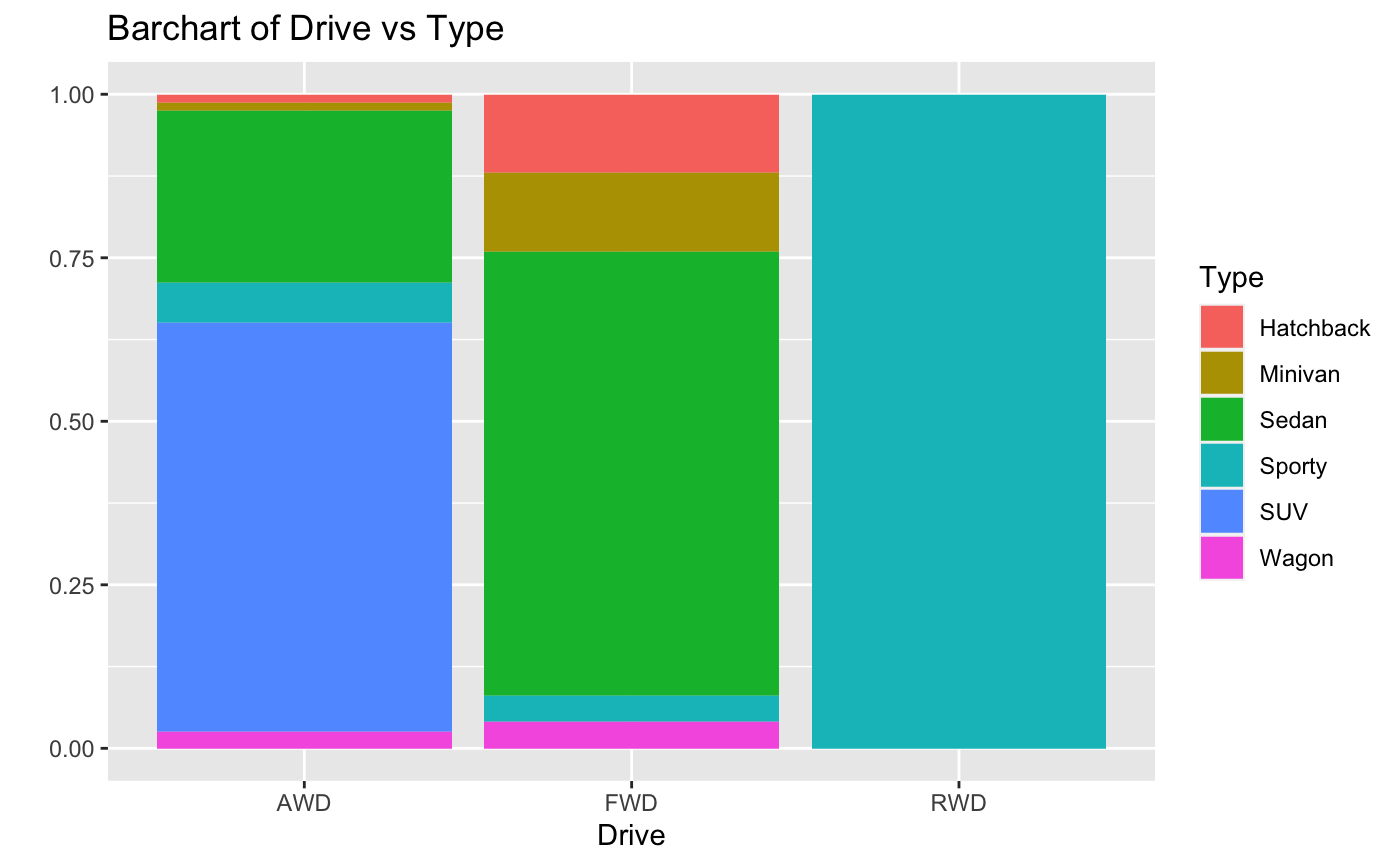 Barchart of Drive vs Type
1.00
0.75
0.50
0.25
0.00
AWD
FWD
RWD
Drive
Type
Hatchback
Minivan
Sedan
Sporty
SUV
Wagon